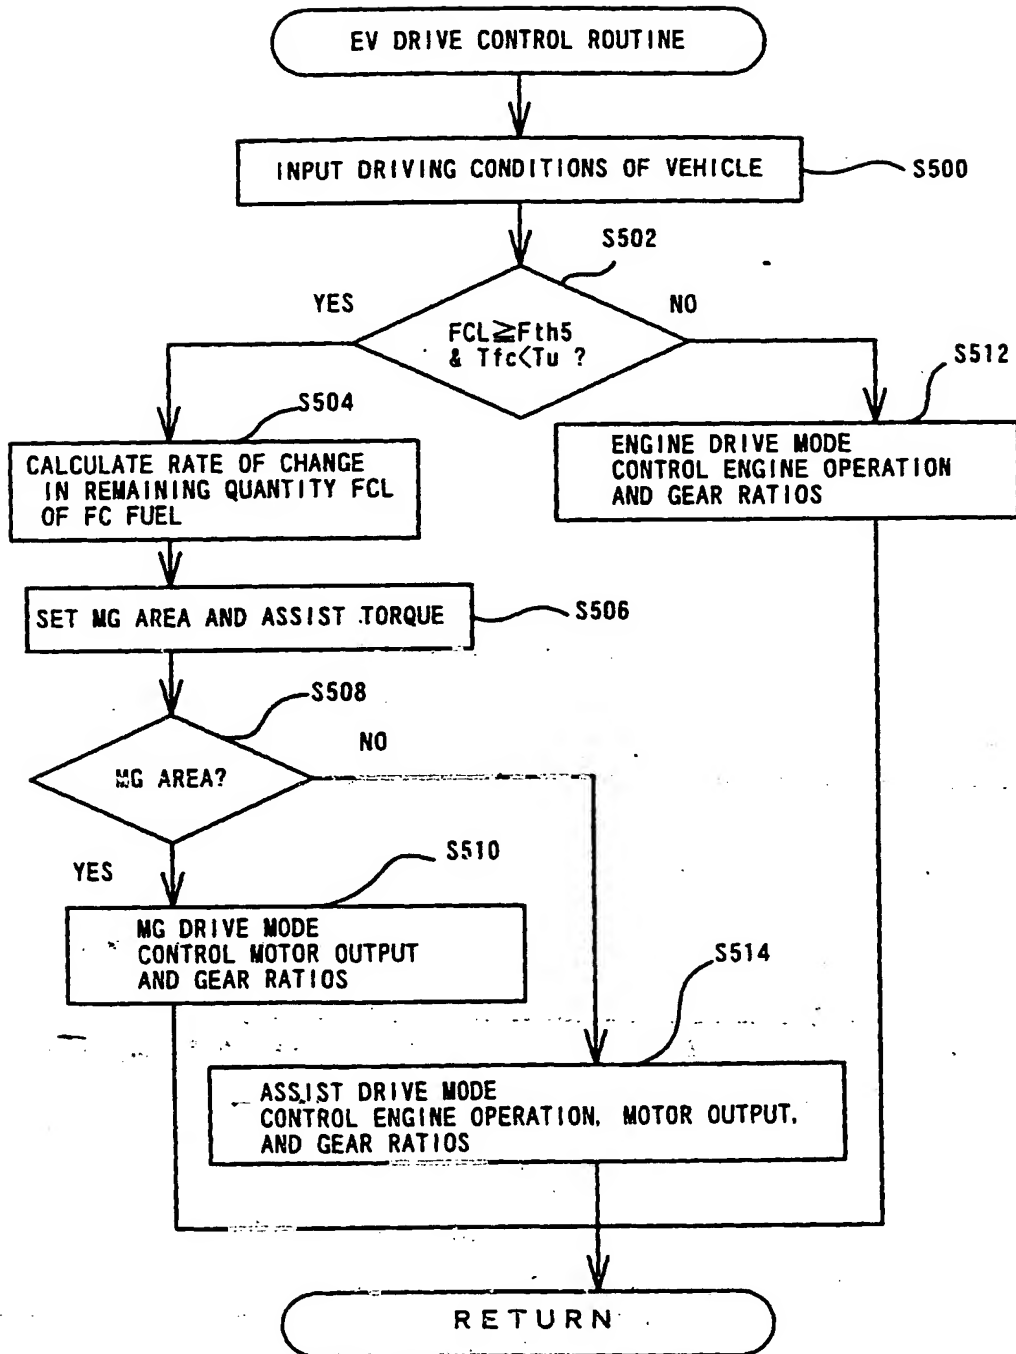 EV DRIVE CONTROL ROUTINE
INPUT DRIVING CONDITIONS OF VEHICLE
S500
S502
YES
NO
FCL≧Fth5
& Tfc<Tu ?
S512
S504
CALCULATE RATE OF CHANGE
IN REMAINING QUANTITY FCL
OF FC FUEL
ENGINE DRIVE MODE
CONTROL ENGINE OPERATION
AND GEAR RATIOS
SET MG AREA AND ASSIST TORQUE
S506
S508
NO
MG AREA?
YES
S510
MG DRIVE MODE
CONTROL MOTOR OUTPUT
AND GEAR RATIOS
S514
ASSIST DRIVE MODE
CONTROL ENGINE OPERATION, MOTOR OUTPUT,
AND GEAR RATIOS
RETURN